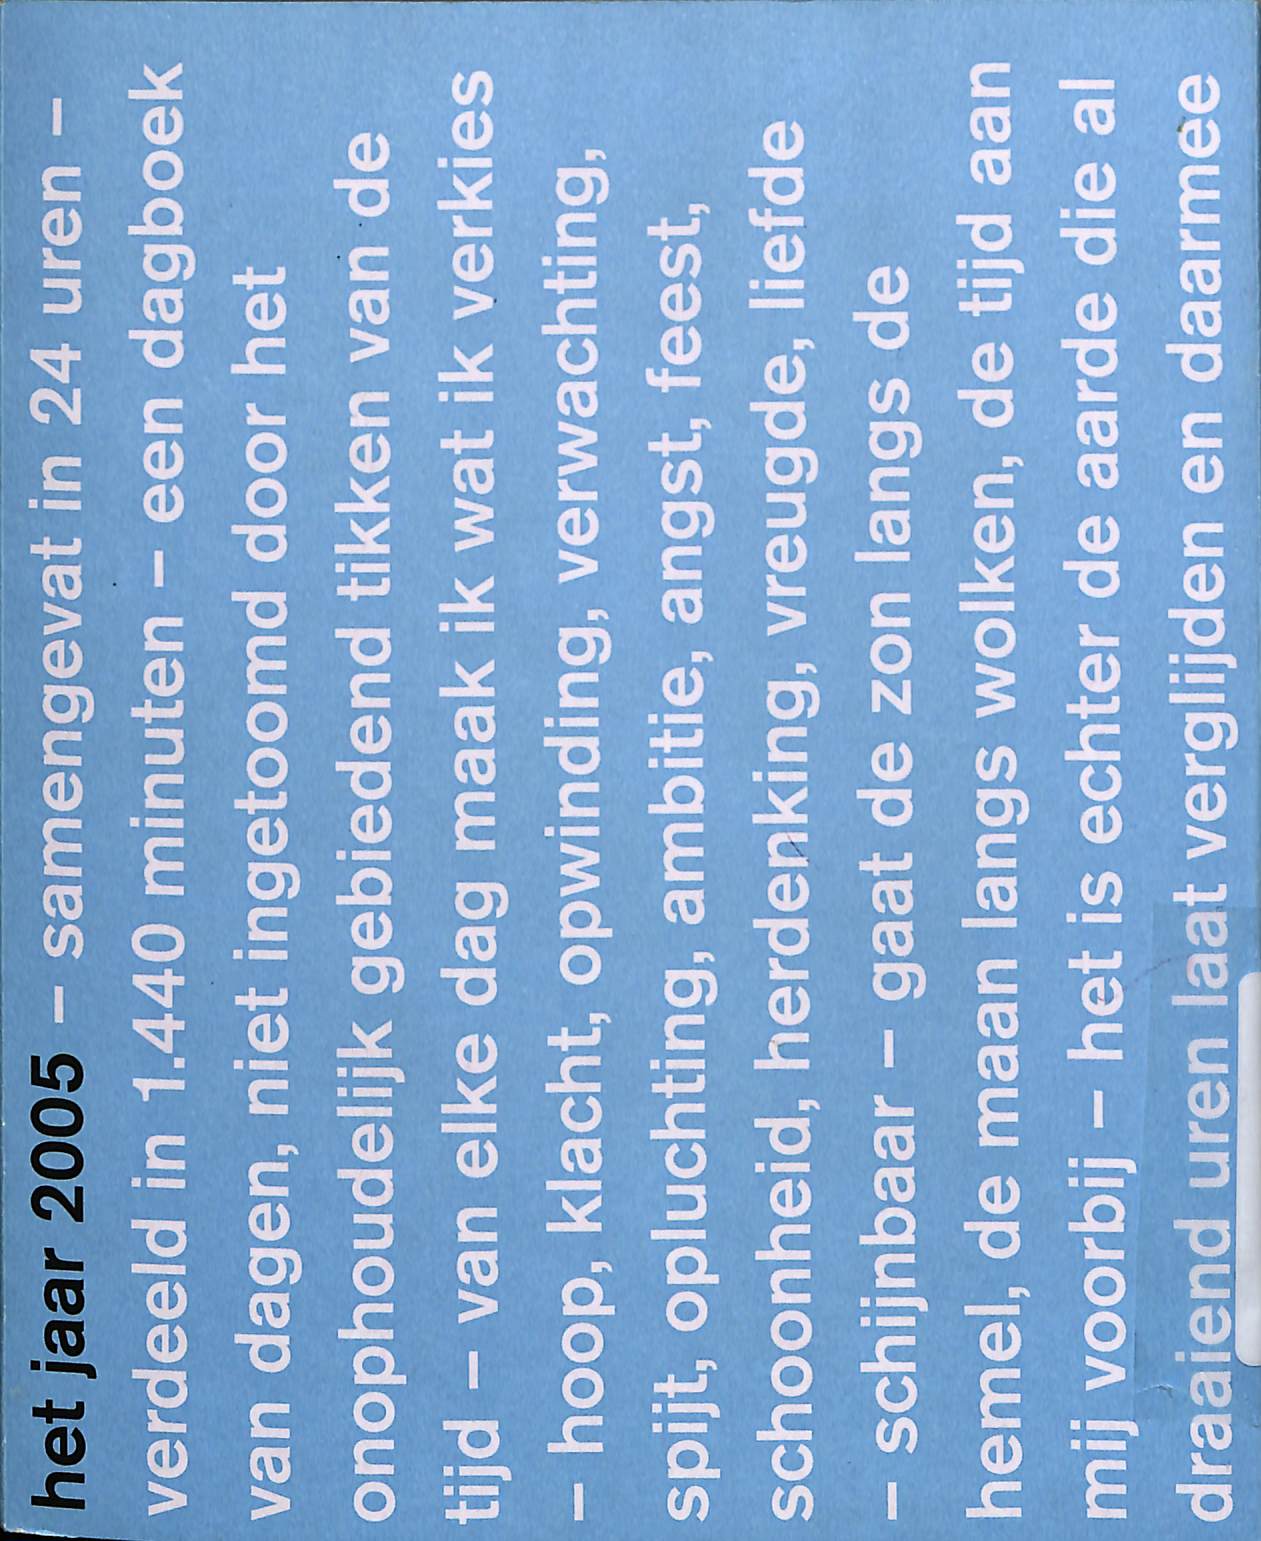 het jaar 2005 – samengevat in 24 uren –
verdeeld in 1.440 minuten – een dagboek
van dagen, niet ingetoomd door het
onophoudelijk gebiedend tikken van de
tijd – van elke dag maak ik wat ik verkies
– hoop, klacht, opwinding, verwachting,
spijt, opluchting, ambitie, angst, feest,
schoonheid, herdenking, vreugde, liefde
– schijnbaar – gaat de zon langs de
hemel, de maan langs wolken, de tijd aan
mij voorbij – het is echter de aarde die al
draaiend uren laat verglijden en daarmee